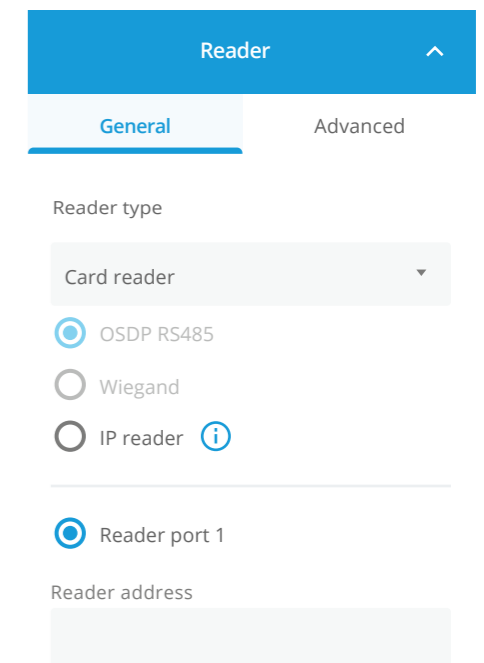 Reader
General
Advanced
Reader type
Card reader
OSDP RS485
Wiegand
IP reader
Reader port 1
Reader address